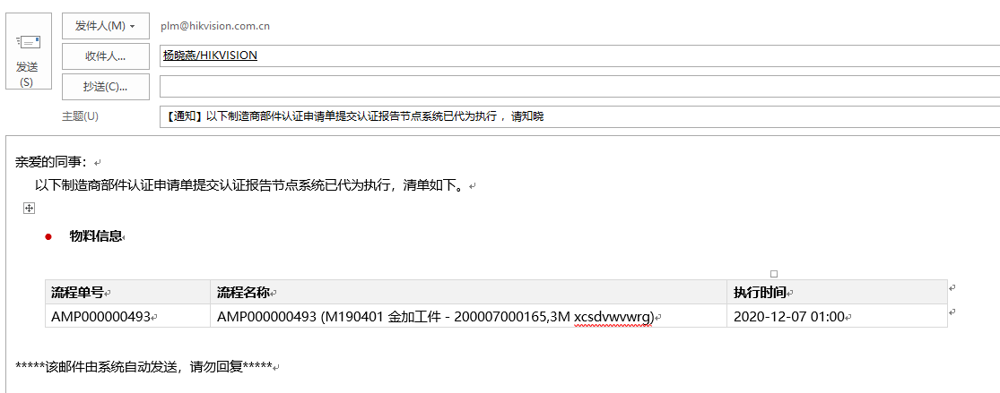 发件人(M)
plm@hikvision.com.cn
发送
(S)
收件人...
杨晓燕/HIKVISION
抄送(C)...
主题(U)
【通知】以下制造商部件认证申请单提交认证报告节点系统已代为执行 ，请知晓
亲爱的同事：
以下制造商部件认证申请单提交认证报告节点系统已代为执行，清单如下。
物料信息
流程单号 流程名称 执行时间
AMP000000493 AMP000000493 (M190401 金加工件 - 200007000165,3M xcsdvwvwrg) 2020-12-07 01:00
*****该邮件由系统自动发送，请勿回复*****